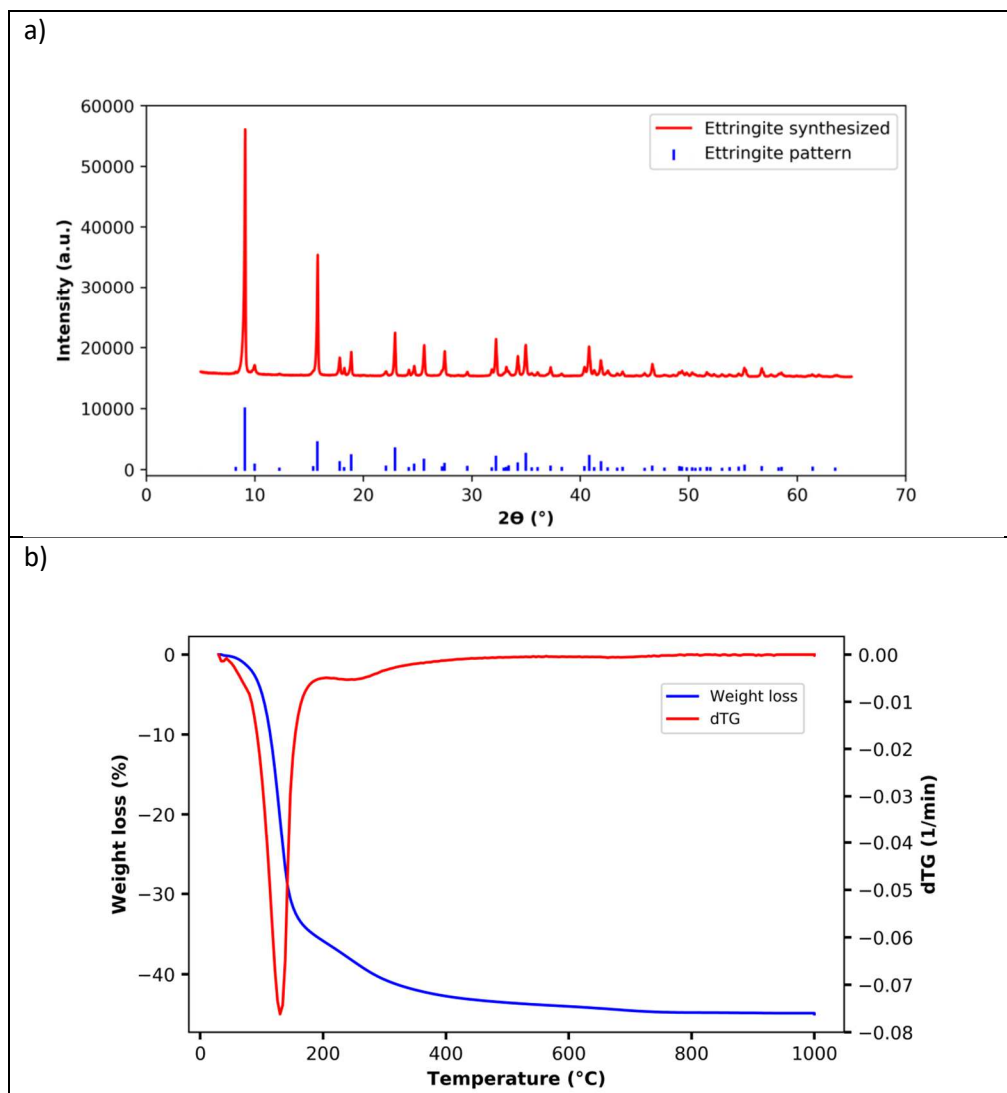 a)
60000
50000
40000
30000
20000
10000
0
Intensity (a.u.)
Ettringite synthesized
Ettringite pattern
0 10 20 30 40 50 60 70
2Θ (°)
b)
0
−10
−20
−30
−40
Weight loss (%)
Weight loss
dTG
0.00
−0.01
−0.02
−0.03
−0.04
−0.05
−0.06
−0.07
−0.08
dTG (1/min)
0 200 400 600 800 1000
Temperature (°C)